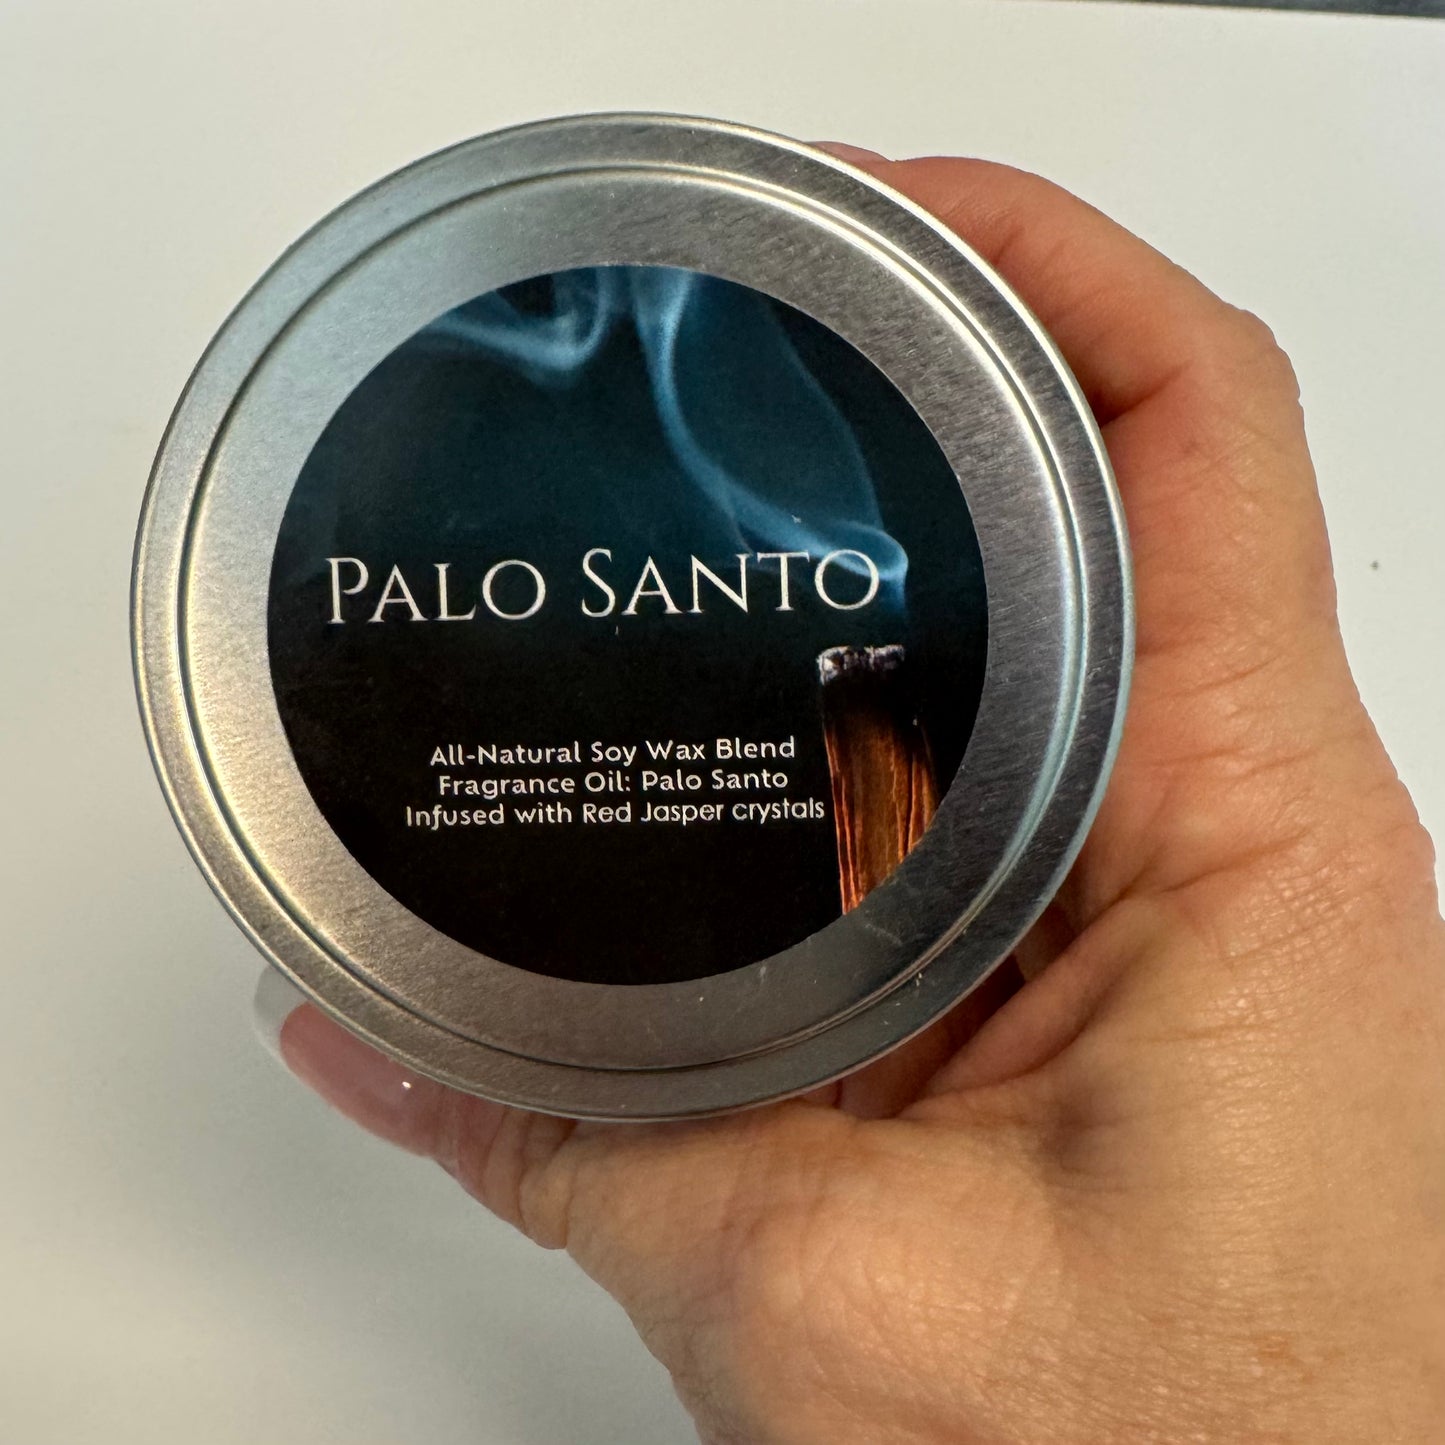 Palo Santo
All-Natural Soy Wax Blend
Fragrance Oil: Palo Santo
Infused with Red Jasper crystals